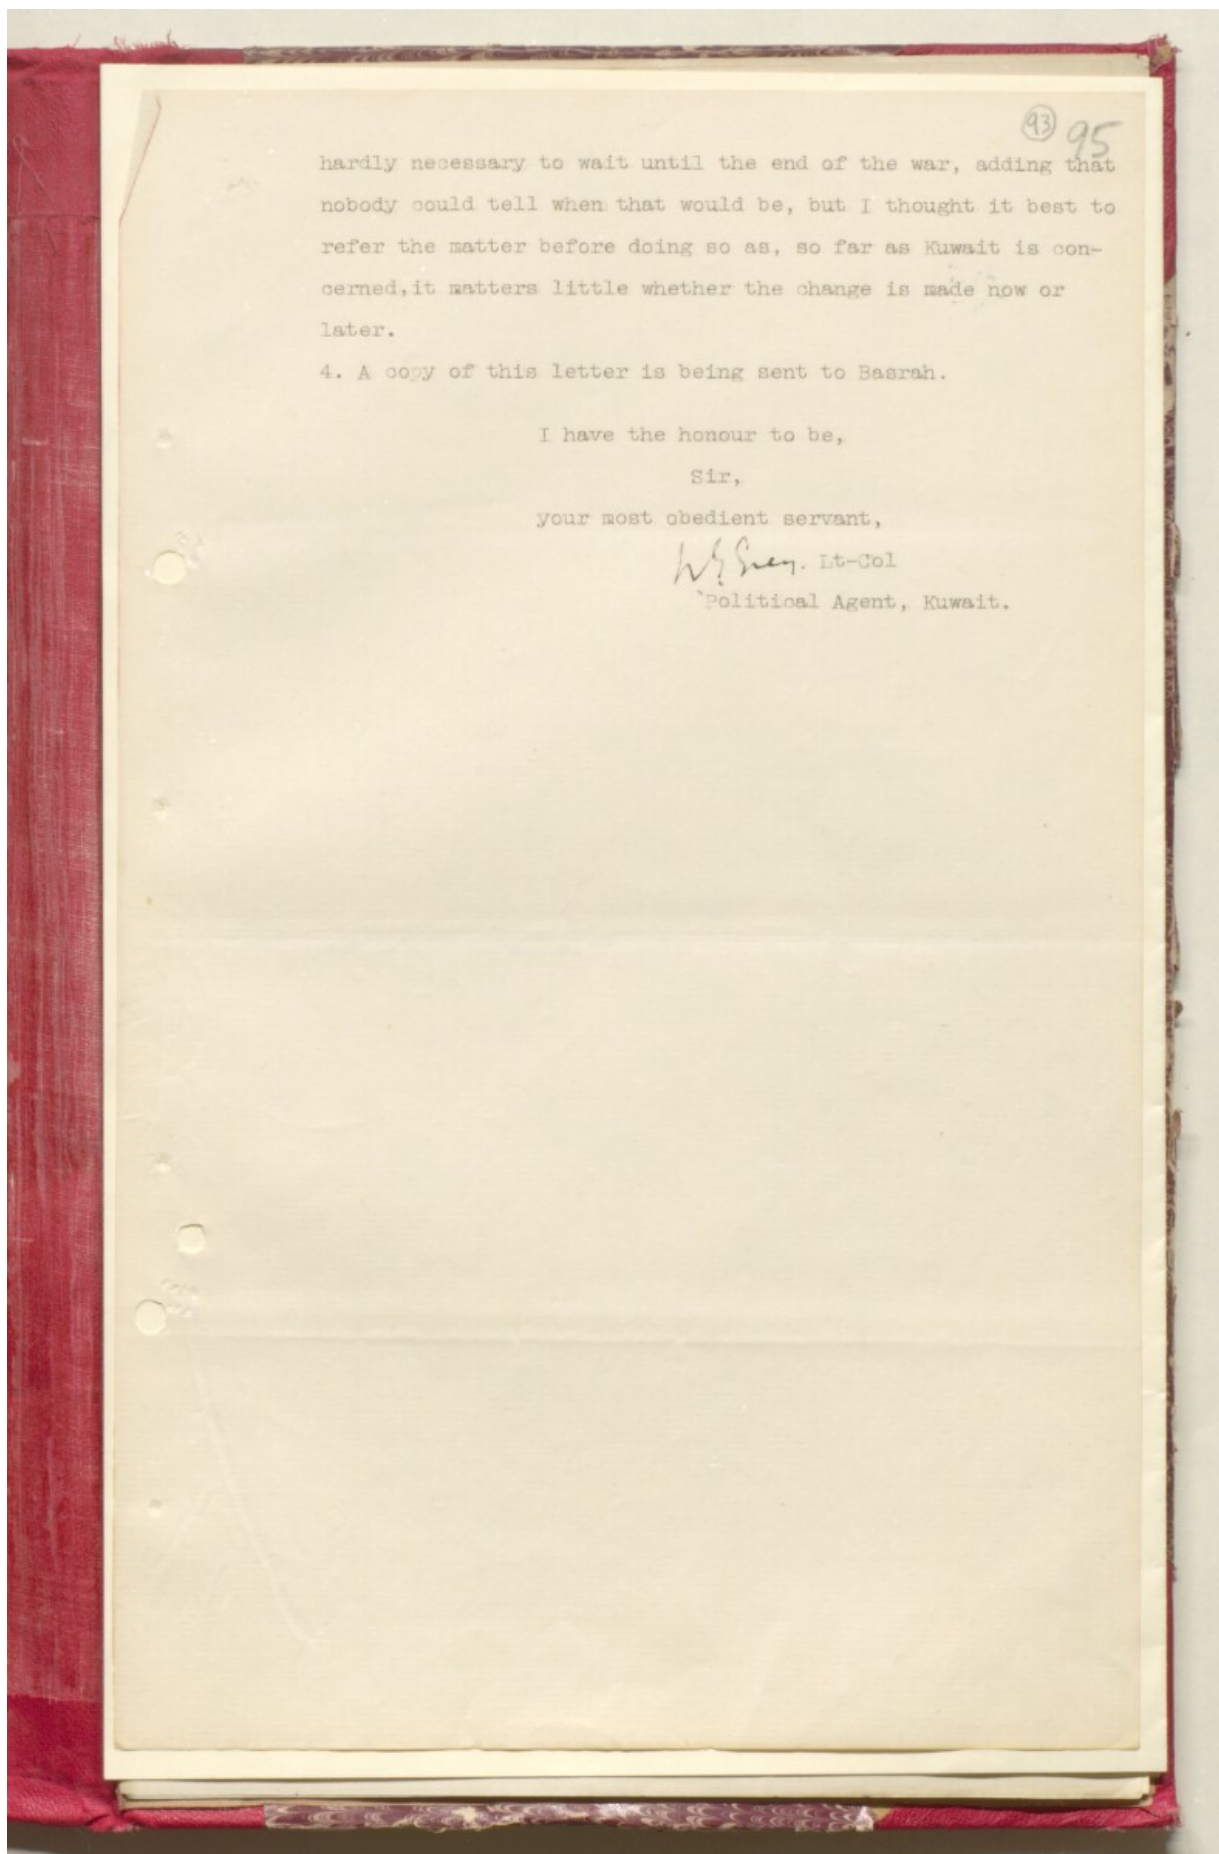 93 95
hardly necessary to wait until the end of the war, adding that
nobody could tell when that would be, but I thought it best to
refer the matter before doing so as, so far as Kuwait is con-
cerned, it matters little whether the change is made now or
later.
4. A copy of this letter is being sent to Basrah.
I have the honour to be,
Sir,
your most obedient servant,
W G Grey. Lt-Col
Political Agent, Kuwait.